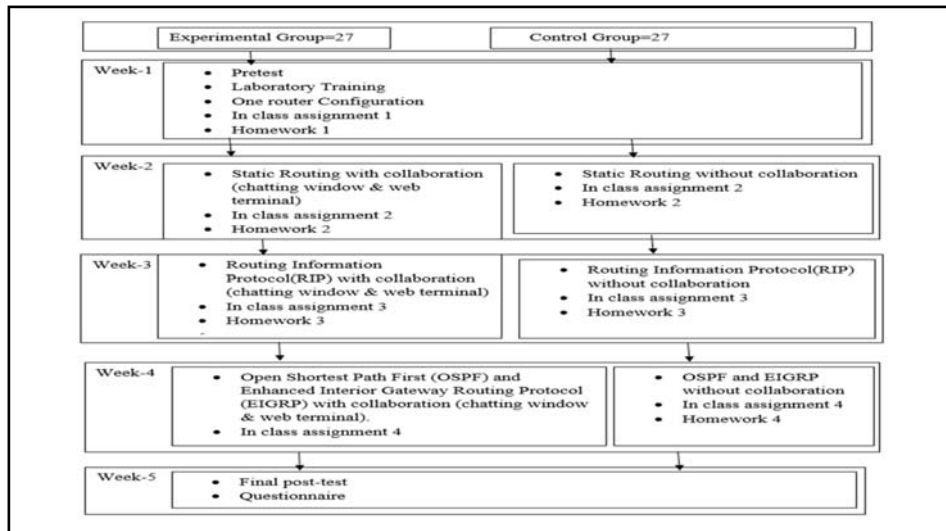 Experimental Group=27
Control Group=27
Week-1
• Pretest
• Laboratory Training
• One router Configuration
• In class assignment 1
• Homework 1
Week-2
• Static Routing with collaboration
(chatting window & web
terminal)
• In class assignment 2
• Homework 2
• Static Routing without collaboration
• In class assignment 2
• Homework 2
Week-3
• Routing Information
Protocol(RIP) with collaboration
(chatting window & web terminal)
• In class assignment 3
• Homework 3
• Routing Information Protocol(RIP)
without collaboration
• In class assignment 3
• Homework 3
Week-4
• Open Shortest Path First (OSPF) and
Enhanced Interior Gateway Routing Protocol
(EIGRP) with collaboration (chatting window
& web terminal).
• In class assignment 4
• OSPF and EIGRP
without collaboration
• In class assignment 4
• Homework 4
Week-5
• Final post-test
• Questionnaire